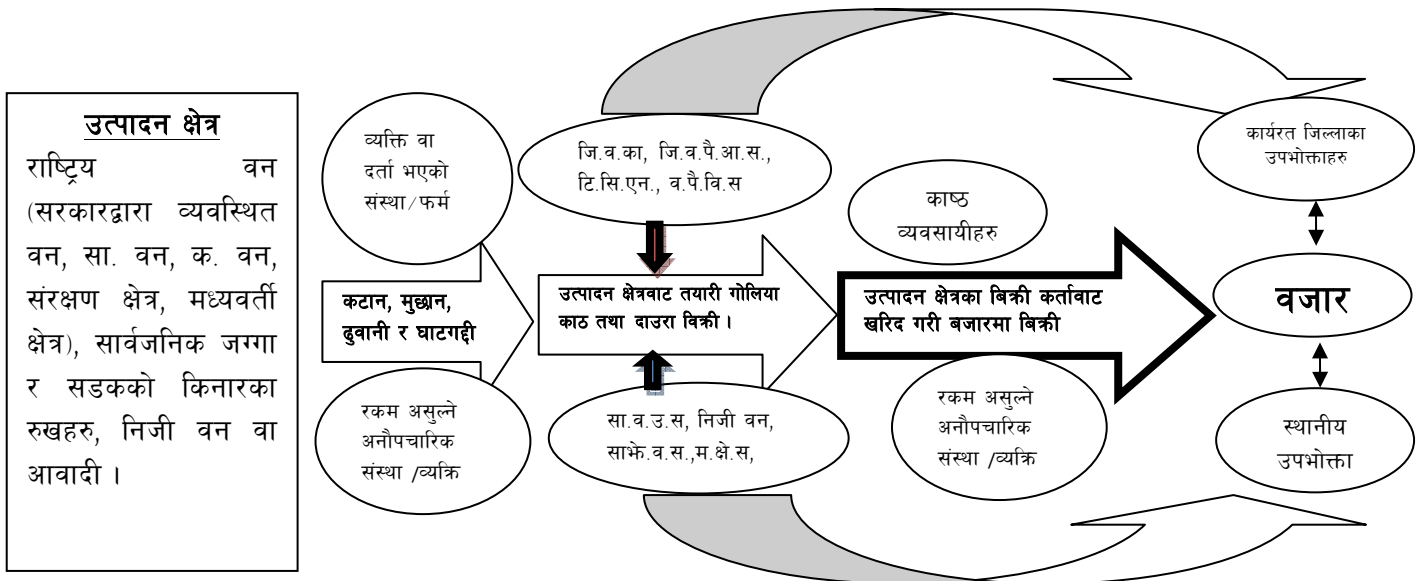 उत्पादन क्षेत्र
राष्ट्रिय वन
(सरकारद्वारा व्यवस्थित
वन, सा. वन, क. वन,
संरक्षण क्षेत्र, मध्यवर्ती
क्षेत्र), सार्वजनिक जग्गा
र सडकको किनारका
रुखहरु, निजी वन वा
आवादी ।
व्यक्ति वा
दर्ता भएको
संस्था/फर्म
कटान, मुछान,
ढुवानी र घाटगद्दी
रकम असुल्ने
अनौपचारिक
संस्था /व्यक्ति
जि.व.का, जि.व.पै.आ.स.,
टि.सि.एन., व.पै.वि.स
उत्पादन क्षेत्रवाट तयारी गोलिया
काठ तथा दाउरा विक्री ।
सा.व.उ.स, निजी वन,
साझे.व.स.,म.क्षे.स,
काष्ठ
व्यवसायीहरु
उत्पादन क्षेत्रका बिक्री कर्तावाट
खरिद गरी बजारमा बिक्री
रकम असुल्ने
अनौपचारिक
संस्था /व्यक्ति
कार्यरत जिल्लाका
उपभोक्ताहरु
वजार
स्थानीय
उपभोक्ता